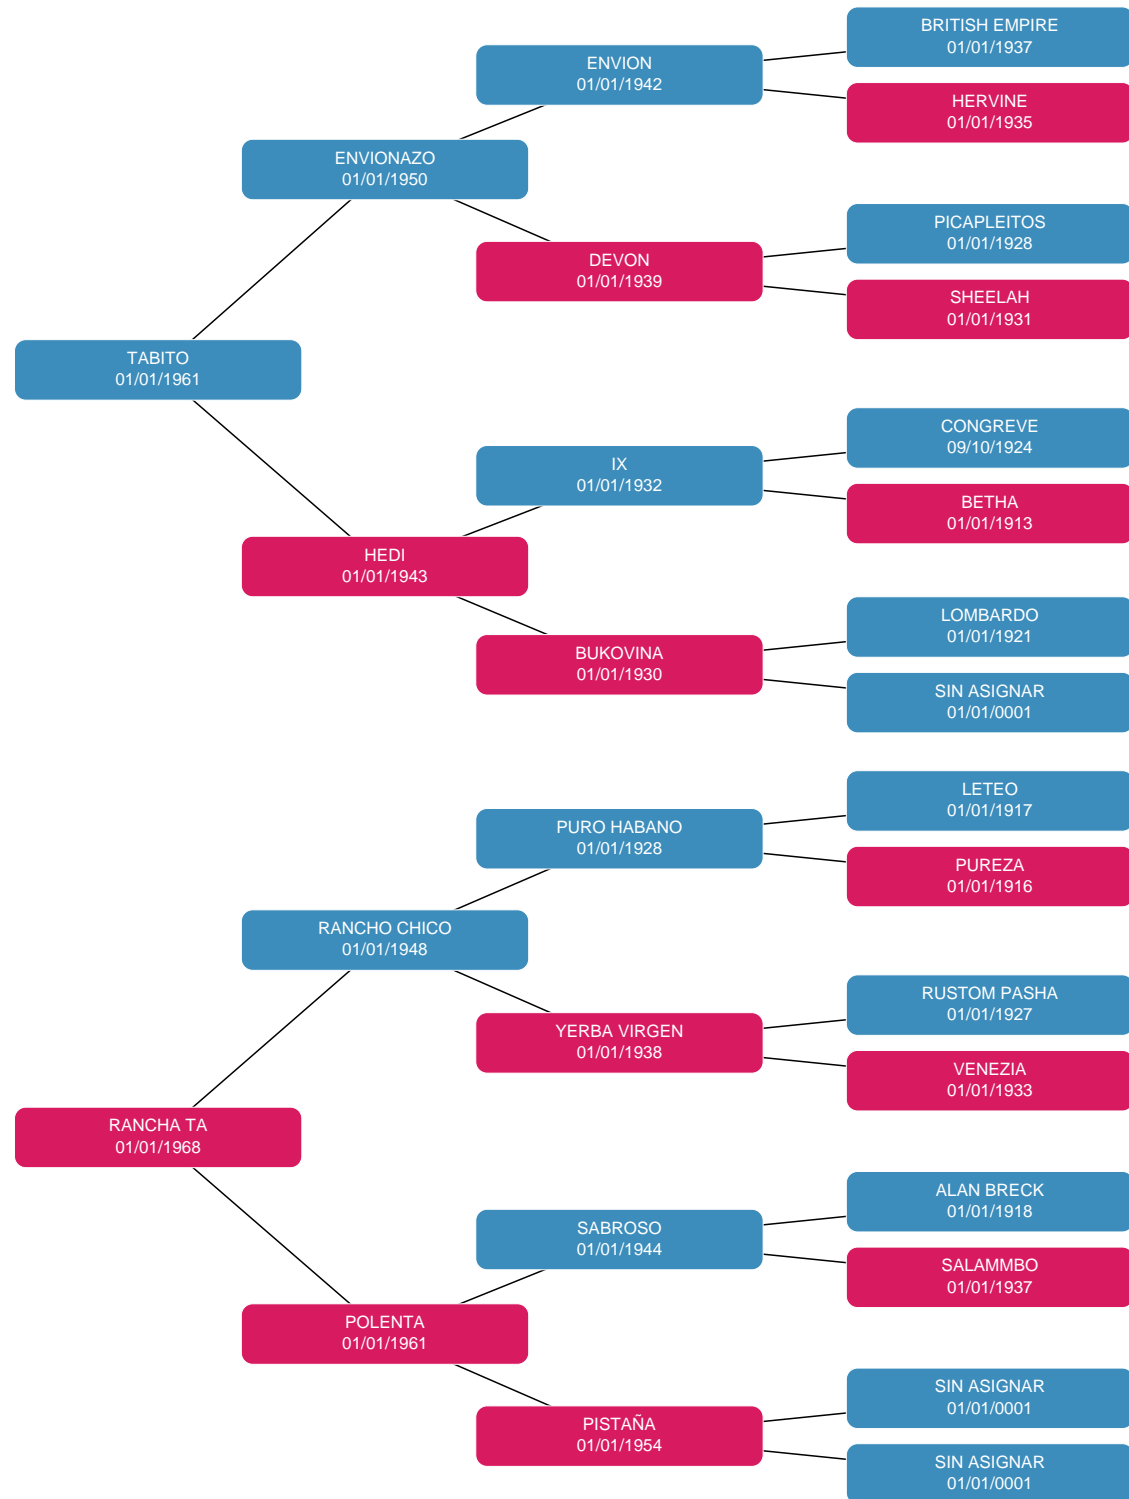 BRITISH EMPIRE
01/01/1937
ENVION
01/01/1942
HERVINE
01/01/1935
ENVIONAZO
01/01/1950
PICAPLEITOS
01/01/1928
DEVON
01/01/1939
SHEELAH
01/01/1931
TABITO
01/01/1961
CONGREVE
09/10/1924
IX
01/01/1932
BETHA
01/01/1913
HEDI
01/01/1943
LOMBARDO
01/01/1921
BUKOVINA
01/01/1930
SIN ASIGNAR
01/01/0001
LETEO
01/01/1917
PURO HABANO
01/01/1928
PUREZA
01/01/1916
RANCHO CHICO
01/01/1948
RUSTOM PASHA
01/01/1927
YERBA VIRGEN
01/01/1938
VENEZIA
01/01/1933
RANCHA TA
01/01/1968
ALAN BRECK
01/01/1918
SABROSO
01/01/1944
SALAMMBO
01/01/1937
POLENTA
01/01/1961
SIN ASIGNAR
01/01/0001
PISTAÑA
01/01/1954
SIN ASIGNAR
01/01/0001